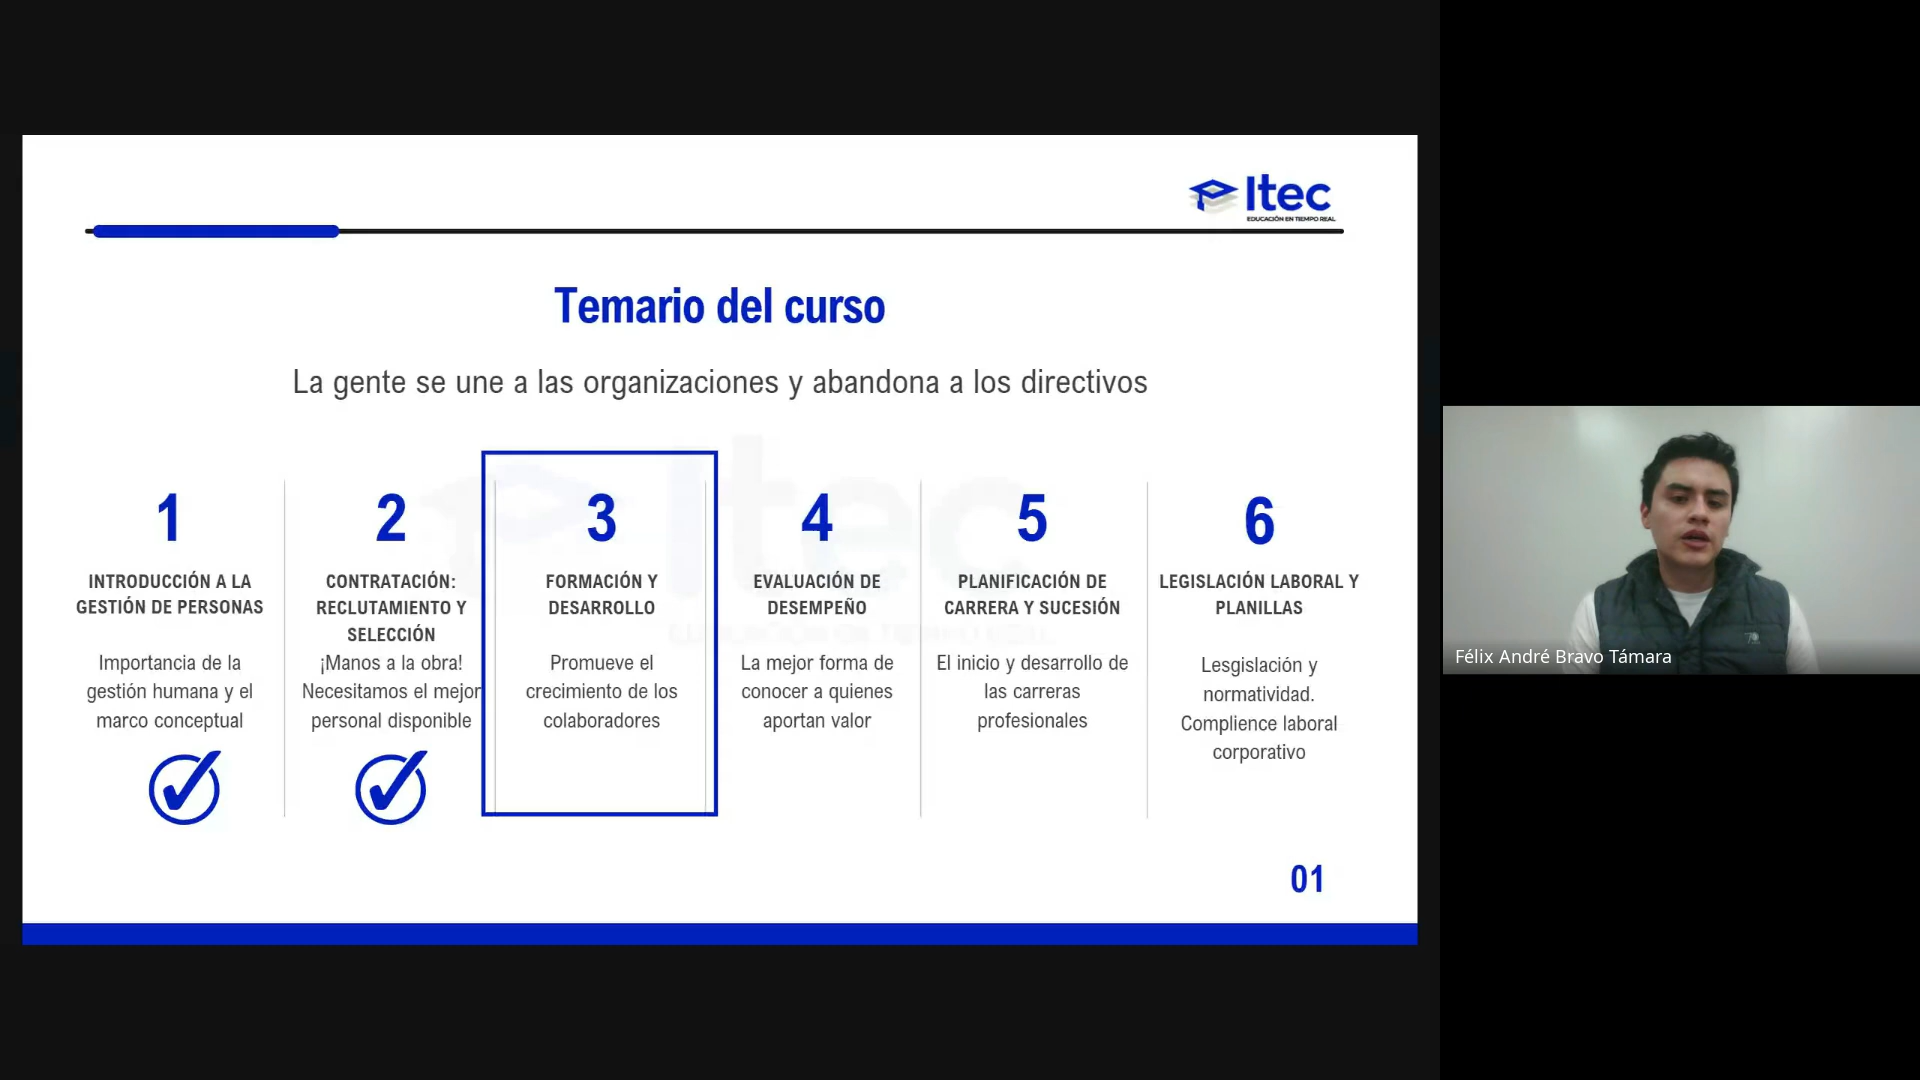 Itec
EDUCACIÓN EN TIEMPO REAL
Temario del curso
La gente se une a las organizaciones y abandona a los directivos
1
INTRODUCCIÓN A LA
GESTIÓN DE PERSONAS
Importancia de la
gestión humana y el
marco conceptual
2
CONTRATACIÓN:
RECLUTAMIENTO Y
SELECCIÓN
¡Manos a la obra!
Necesitamos el mejor
personal disponible
3
FORMACIÓN Y
DESARROLLO
Promueve el
crecimiento de los
colaboradores
4
EVALUACIÓN DE
DESEMPEÑO
La mejor forma de
conocer a quienes
aportan valor
5
PLANIFICACIÓN DE
CARRERA Y SUCESIÓN
El inicio y desarrollo de
las carreras
profesionales
6
LEGISLACIÓN LABORAL Y
PLANILLAS
Lesgislación y
normatividad.
Complience laboral
corporativo
01
Félix André Bravo Támara